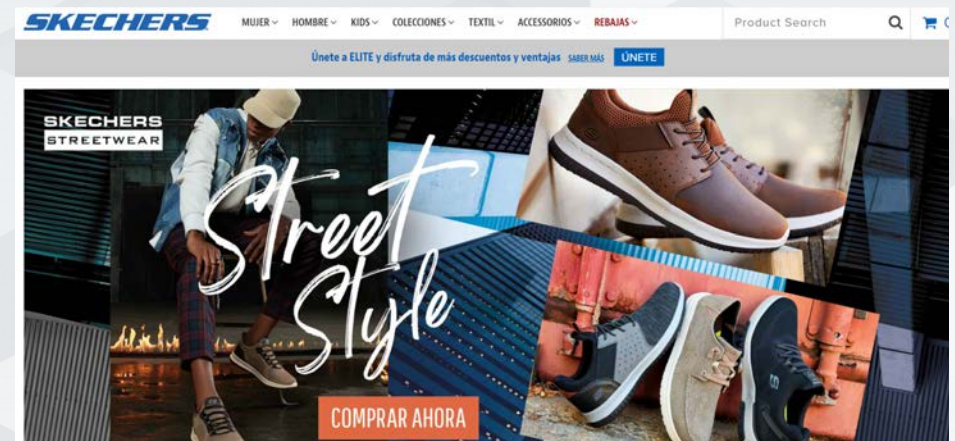 SKECHERS
MUJER HOMBRE KIDS COLECCIONES TEXTIL ACCESSORIOS REBAJAS Product Search
Únete a ELITE y disfruta de más descuentos y ventajas SABER MÁS ÚNETE
SKECHERS
STREETWEAR
Street
Style
COMPRAR AHORA